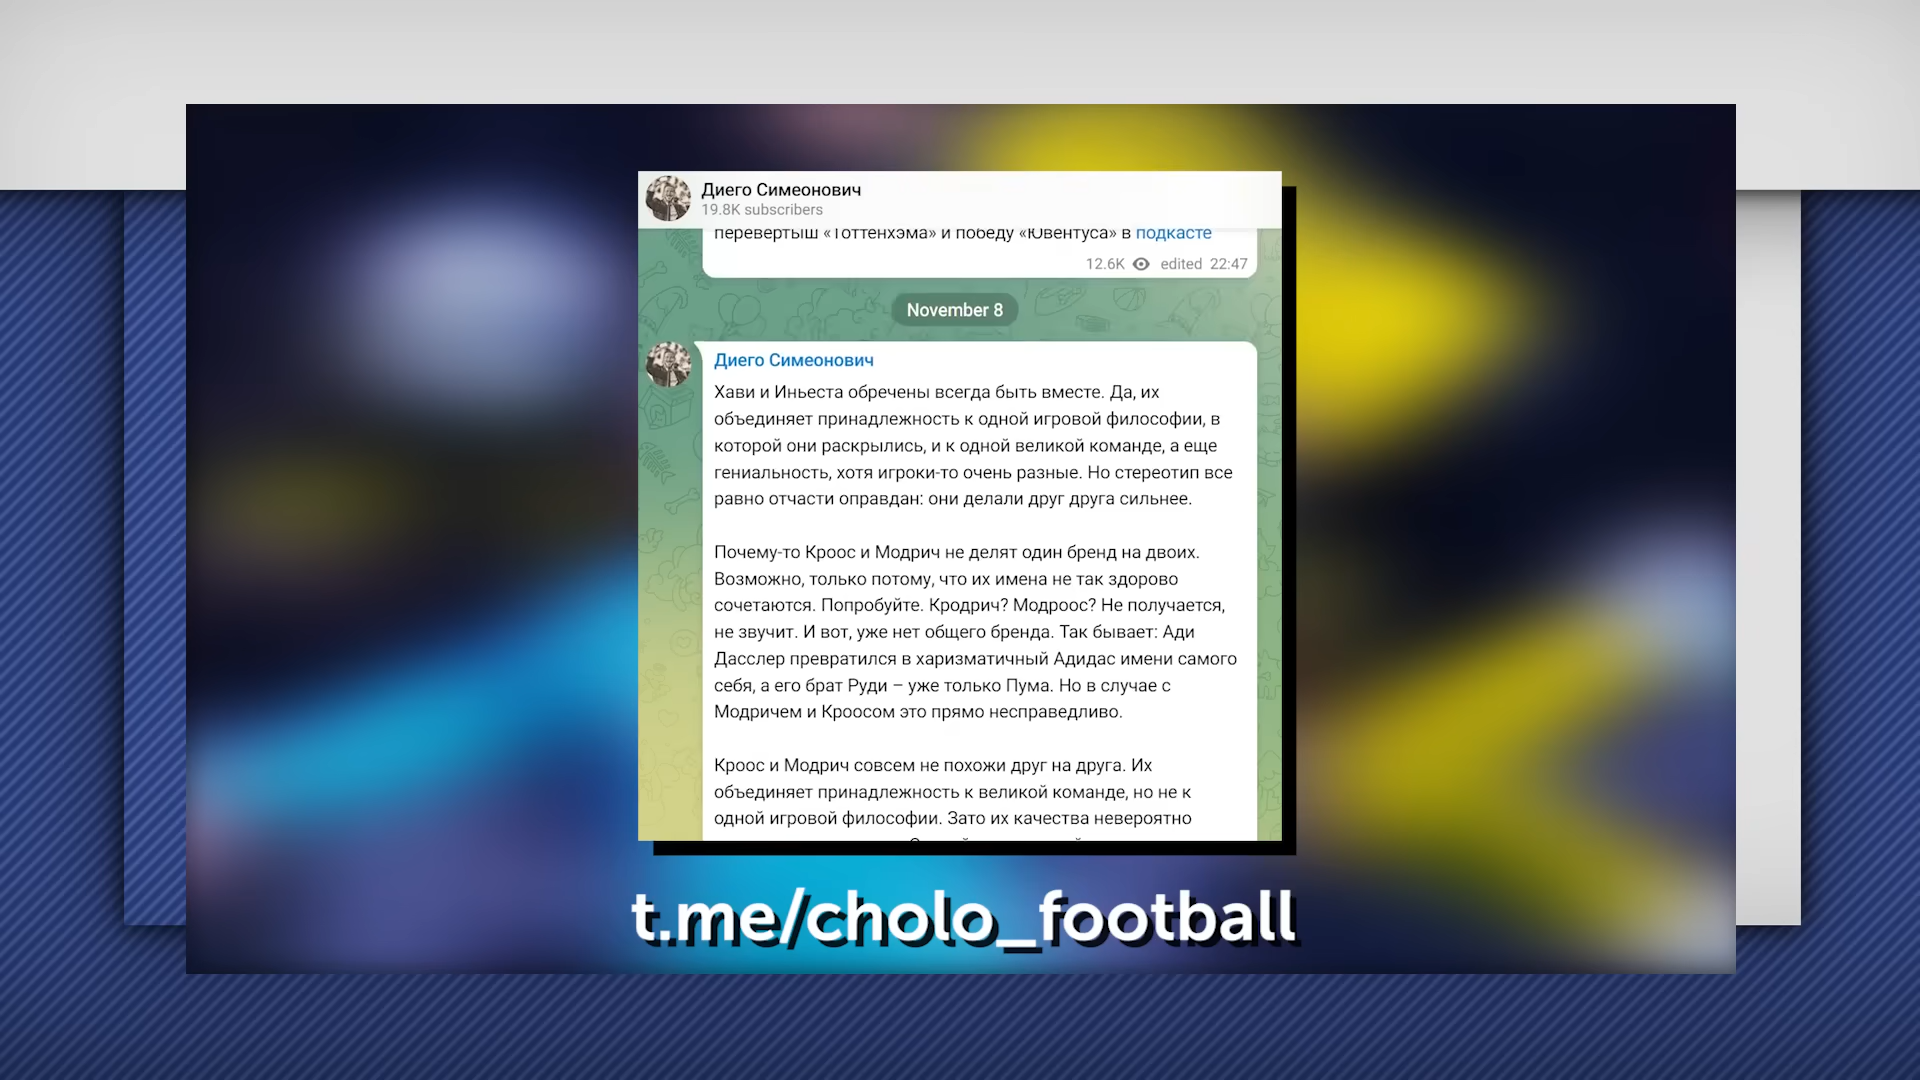 Диего Симеонович
19.8K subscribers
перевертыш «Тоттенхэма» и победу «Ювентуса» в подкасте
12.6K edited 22:47
November 8
Диего Симеонович
Хави и Иньеста обречены всегда быть вместе. Да, их
объединяет принадлежность к одной игровой философии, в
которой они раскрылись, и к одной великой команде, а еще
гениальность, хотя игроки-то очень разные. Но стереотип все
равно отчасти оправдан: они делали друг друга сильнее.
Почему-то Кроос и Модрич не делят один бренд на двоих.
Возможно, только потому, что их имена не так здорово
сочетаются. Попробуйте. Кродрич? Модроос? Не получается,
не звучит. И вот, уже нет общего бренда. Так бывает: Ади
Дасслер превратился в харизматичный Адидас имени самого
себя, а его брат Руди – уже только Пума. Но в случае с
Модричем и Кроосом это прямо несправедливо.
Кроос и Модрич совсем не похожи друг на друга. Их
объединяет принадлежность к великой команде, но не к
одной игровой философии. Зато их качества невероятно
t.me/cholo_football